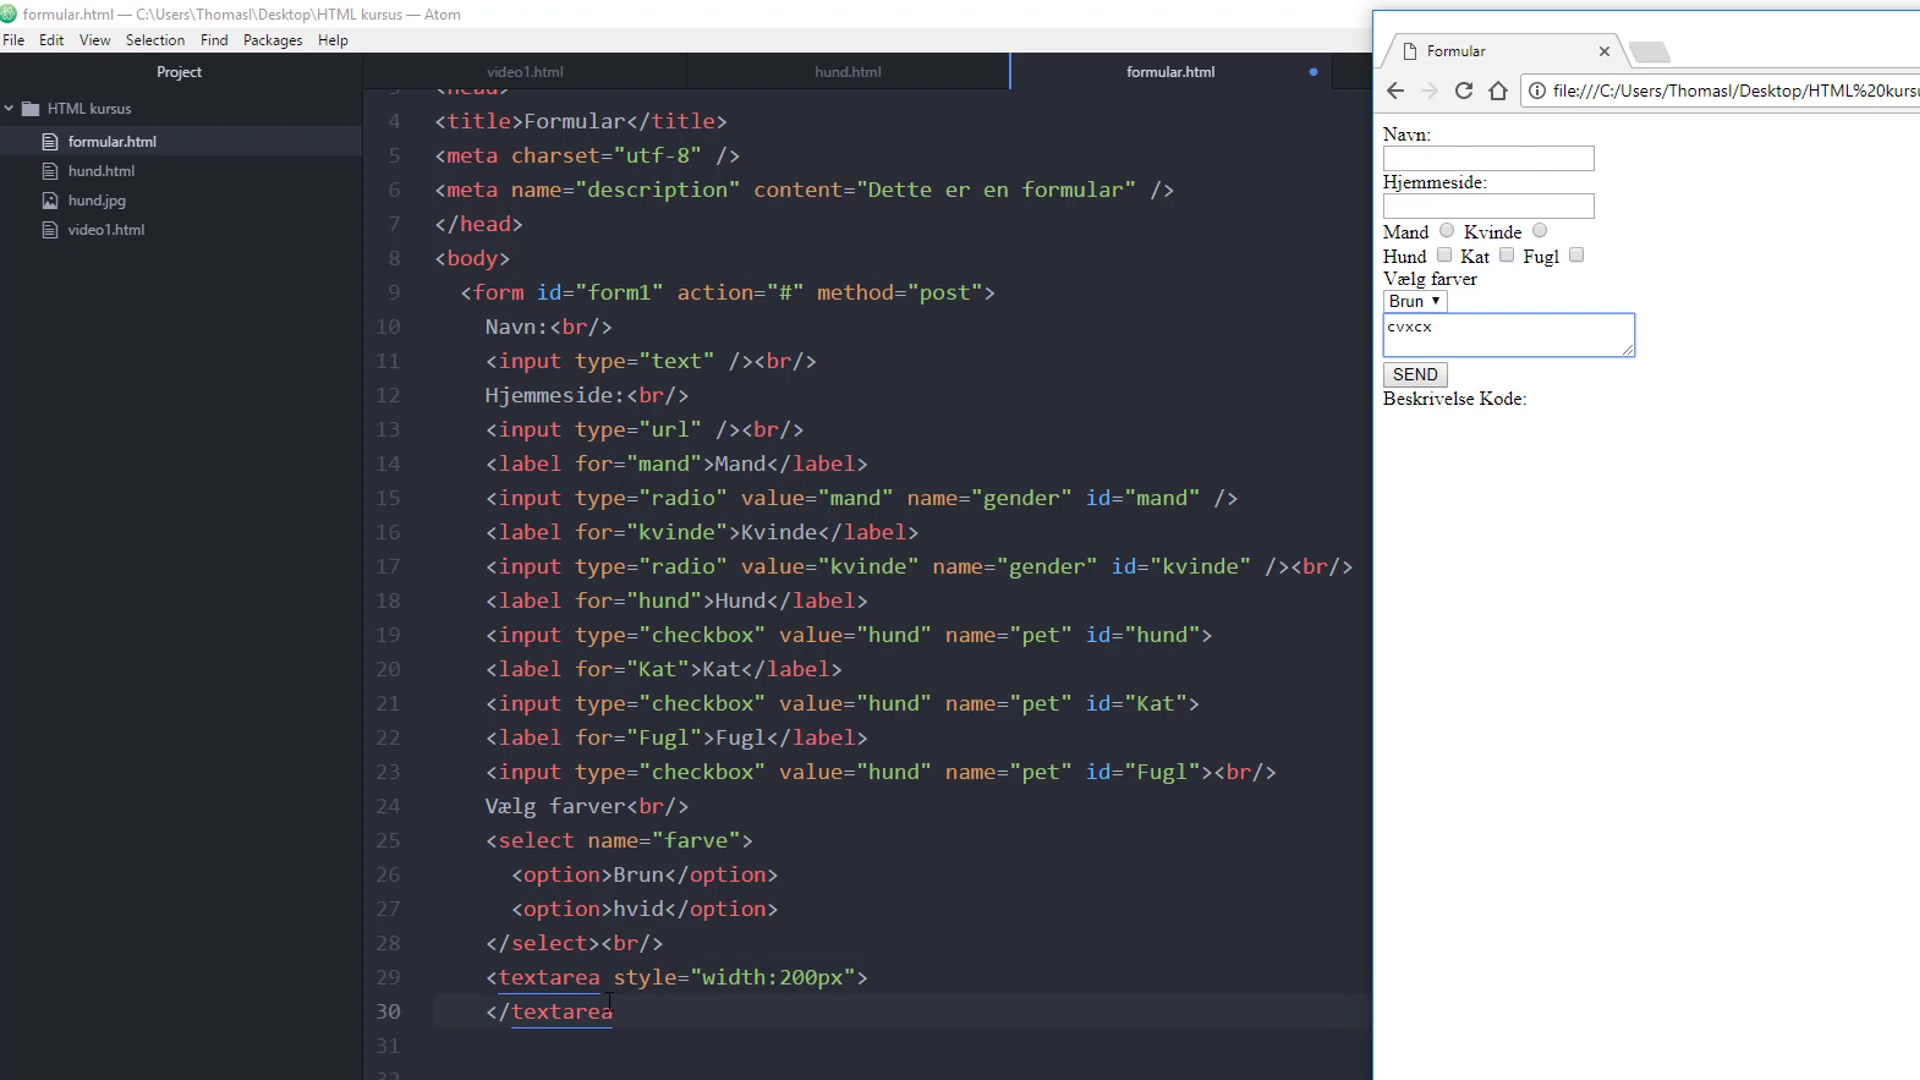 formular.html — C:\Users\Thomasl\Desktop\HTML kursus — Atom
File Edit View Selection Find Packages Help
Project
HTML kursus
formular.html
hund.html
hund.jpg
video1.html
video1.html hund.html formular.html
4 <title>Formular</title>
5 <meta charset="utf-8" />
6 <meta name="description" content="Dette er en formular" />
7 </head>
8 <body>
9 <form id="form1" action="#" method="post">
10 Navn:<br/>
11 <input type="text" /><br/>
12 Hjemmeside:<br/>
13 <input type="url" /><br/>
14 <label for="mand">Mand</label>
15 <input type="radio" value="mand" name="gender" id="mand" />
16 <label for="kvinde">Kvinde</label>
17 <input type="radio" value="kvinde" name="gender" id="kvinde" /><br/>
18 <label for="hund">Hund</label>
19 <input type="checkbox" value="hund" name="pet" id="hund">
20 <label for="Kat">Kat</label>
21 <input type="checkbox" value="hund" name="pet" id="Kat">
22 <label for="Fugl">Fugl</label>
23 <input type="checkbox" value="hund" name="pet" id="Fugl"><br/>
24 Vælg farver<br/>
25 <select name="farve">
26 <option>Brun</option>
27 <option>hvid</option>
28 </select><br/>
29 <textarea style="width:200px">
30 </textarea
31
Formular
file:///C:/Users/Thomasl/Desktop/HTML%20kursu
Navn:
Hjemmeside:
Mand Kvinde
Hund Kat Fugl
Vælg farver
Brun
cvxcx
SEND
Beskrivelse Kode: